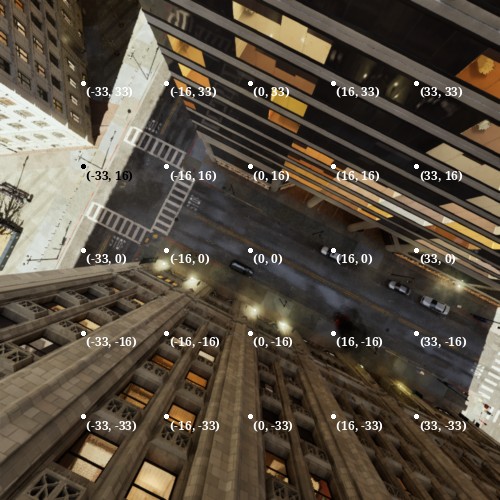 (-33, 33) (-16, 33) (0, 33) (16, 33) (33, 33)
(-33, 16) (-16, 16) (0, 16) (16, 16) (33, 16)
(-33, 0) (-16, 0) (0, 0) (16, 0) (33, 0)
(-33, -16) (-16, -16) (0, -16) (16, -16) (33, -16)
(-33, -33) (-16, -33) (0, -33) (16, -33) (33, -33)